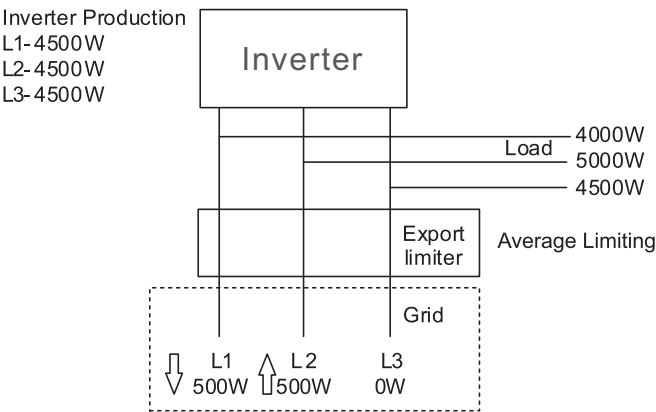 Inverter Production
L1-4500W
L2-4500W
L3-4500W
Inverter
4000W
Load
5000W
4500W
Export
limiter
Average Limiting
Grid
L1 L2 L3
500W 500W 0W